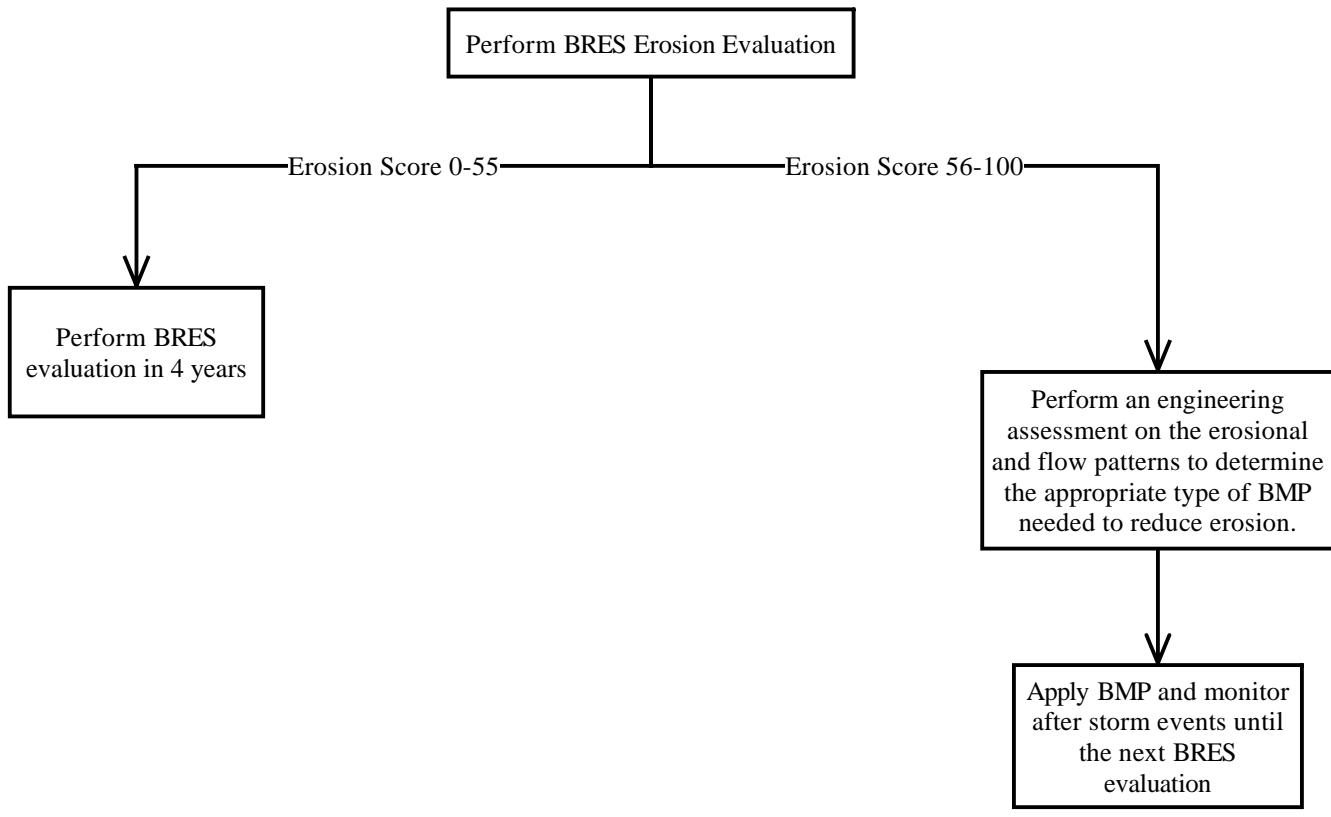 Perform BRES Erosion Evaluation
Erosion Score 0-55
Erosion Score 56-100
Perform BRES
evaluation in 4 years
Perform an engineering
assessment on the erosional
and flow patterns to determine
the appropriate type of BMP
needed to reduce erosion.
Apply BMP and monitor
after storm events until
the next BRES
evaluation